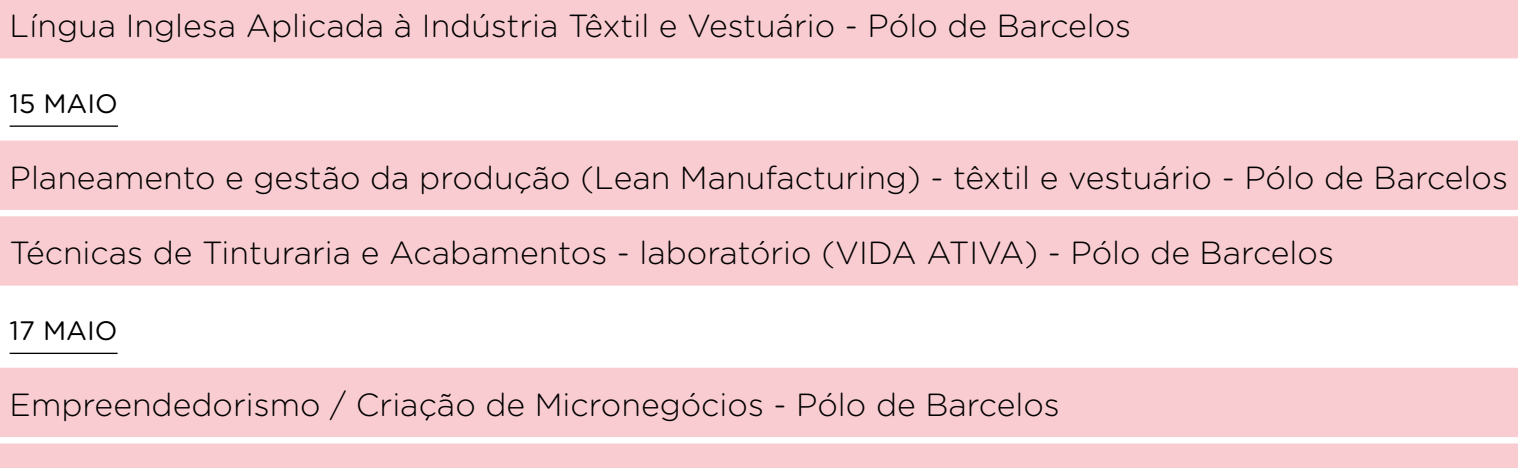 Língua Inglesa Aplicada à Indústria Têxtil e Vestuário - Pólo de Barcelos
15 MAIO
Planeamento e gestão da produção (Lean Manufacturing) - têxtil e vestuário - Pólo de Barcelos
Técnicas de Tinturaria e Acabamentos - laboratório (VIDA ATIVA) - Pólo de Barcelos
17 MAIO
Empreendedorismo / Criação de Micronegócios - Pólo de Barcelos